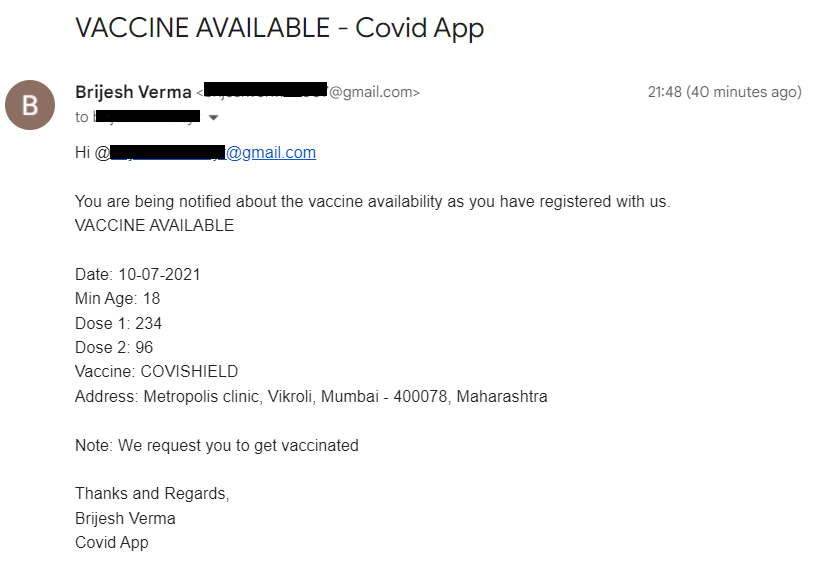 VACCINE AVAILABLE - Covid App
B
Brijesh Verma < @gmail.com>
21:48 (40 minutes ago)
to
Hi @ @gmail.com
You are being notified about the vaccine availability as you have registered with us.
VACCINE AVAILABLE
Date: 10-07-2021
Min Age: 18
Dose 1: 234
Dose 2: 96
Vaccine: COVISHIELD
Address: Metropolis clinic, Vikroli, Mumbai - 400078, Maharashtra
Note: We request you to get vaccinated
Thanks and Regards,
Brijesh Verma
Covid App